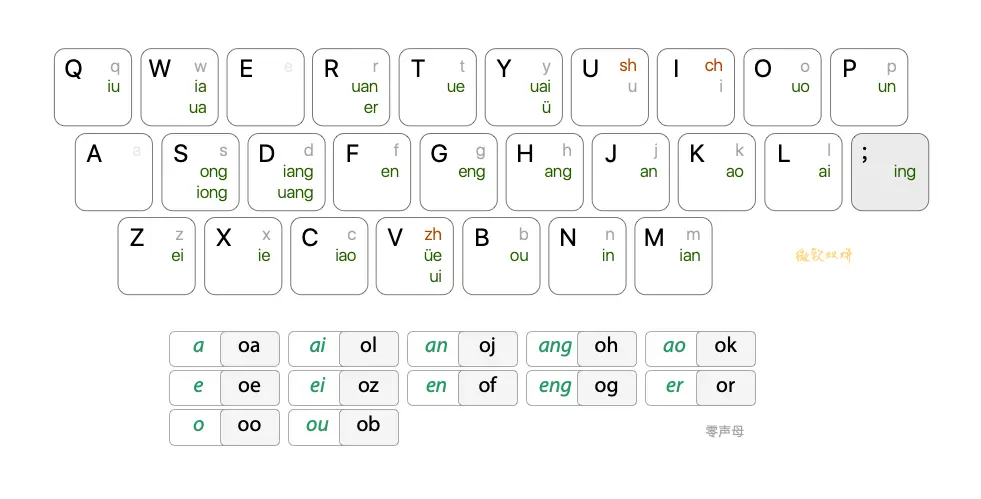 Q q W w E e R r T t Y y U sh I ch O o P p
iu ia uan ue uai u i uo un
ua er ü
A a S s D d F f G g H h J j K k L l ;
ong iang en eng ang an ao ai ing
iong uang
Z z X x C c V zh B b N n M m
ei ie iao üe ou in ian 微软双拼
ui
a oa ai ol an oj ang oh ao ok
e oe ei oz en of eng og er or
o oo ou ob
零声母